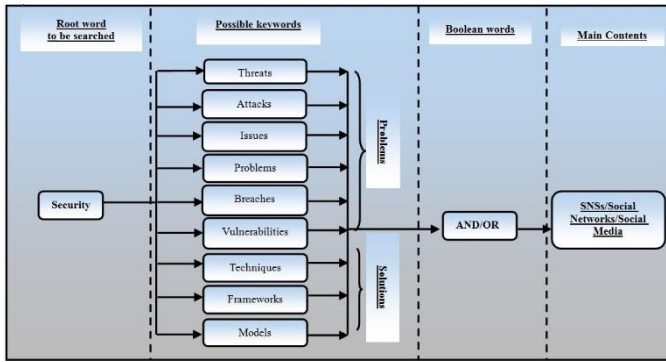 Root word
to be searched
Possible keywords
Boolean words
Main Contents
Security
Threats
Attacks
Issues
Problems
Breaches
Vulnerabilities
Techniques
Frameworks
Models
Problems
Solutions
AND/OR
SNSs/Social
Networks/Social
Media